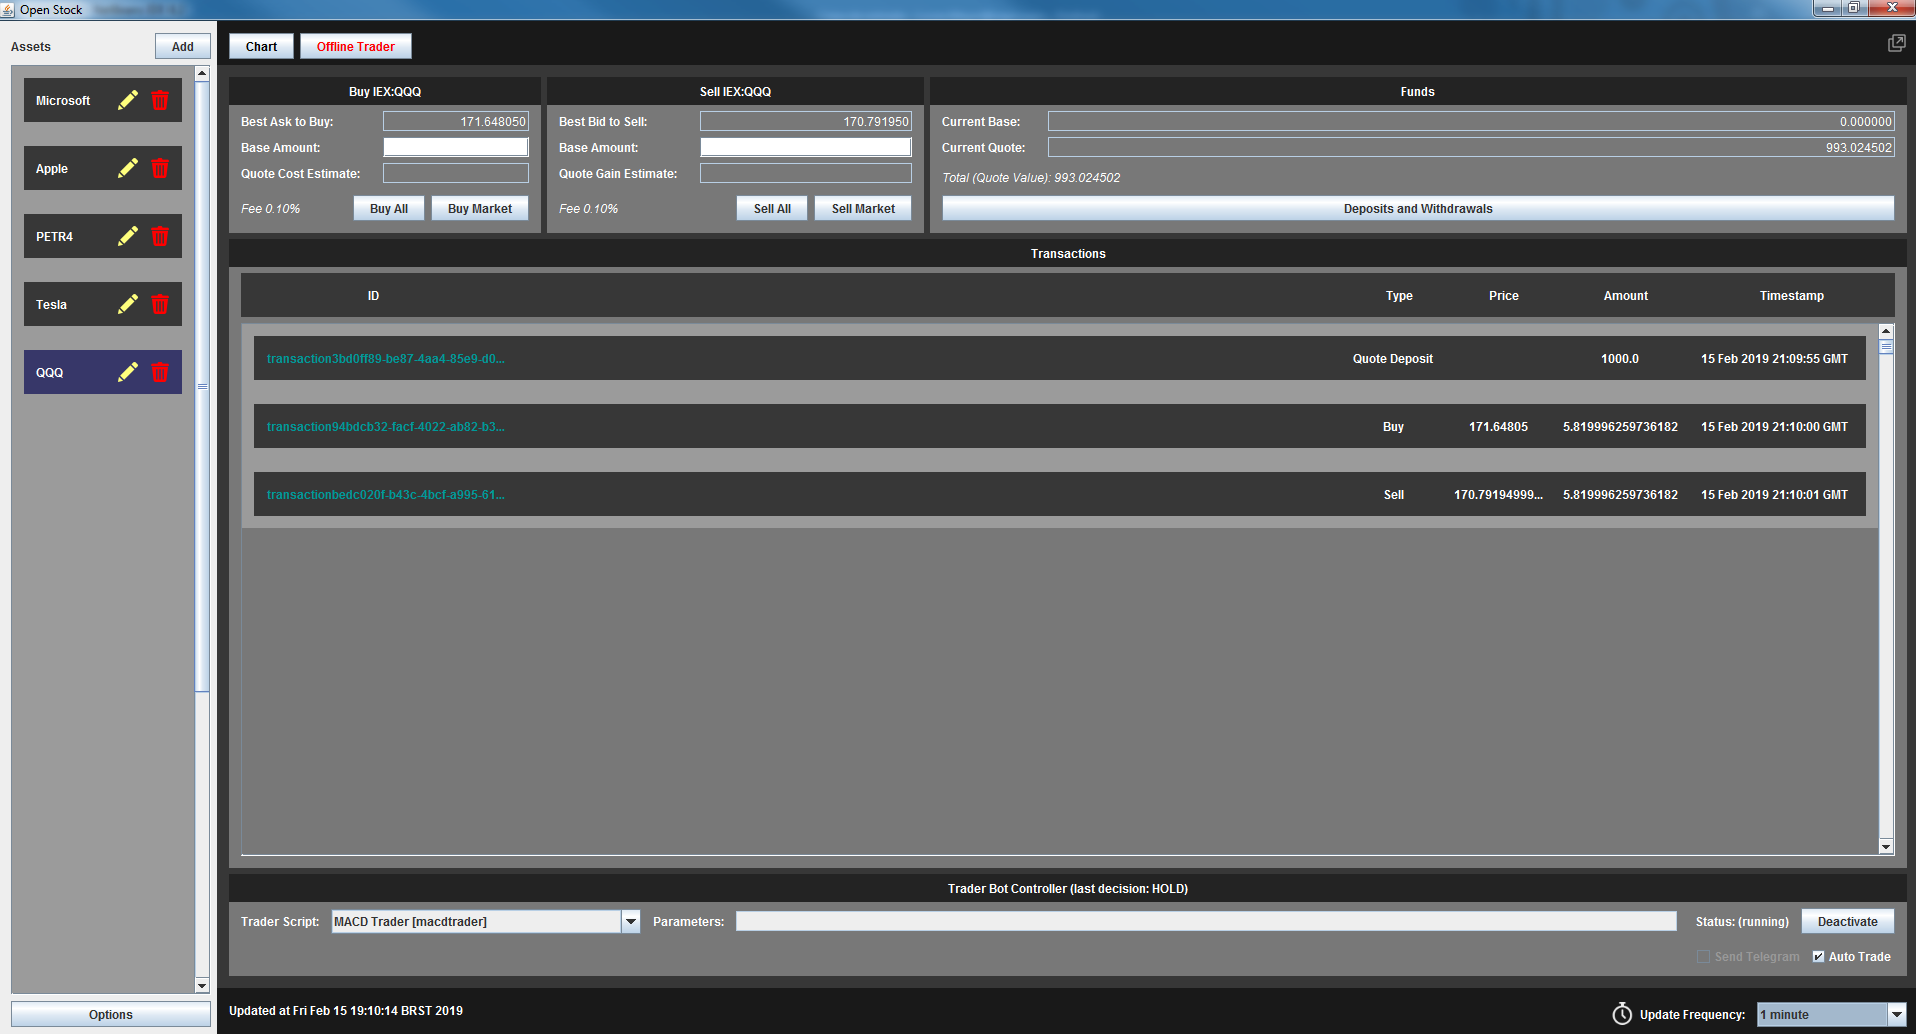 Open Stock
Assets
Add
Microsoft
Apple
PETR4
Tesla
QQQ
Options
Chart
Offline Trader
Buy IEX:QQQ
Best Ask to Buy: 171.648050
Base Amount:
Quote Cost Estimate:
Fee 0.10%
Buy All
Buy Market
Sell IEX:QQQ
Best Bid to Sell: 170.791950
Base Amount:
Quote Gain Estimate:
Fee 0.10%
Sell All
Sell Market
Funds
Current Base: 0.000000
Current Quote: 993.024502
Total (Quote Value): 993.024502
Deposits and Withdrawals
Transactions
ID Type Price Amount Timestamp
transaction3bd0ff89-be87-4aa4-85e9-d0... Quote Deposit 1000.0 15 Feb 2019 21:09:55 GMT
transaction94bdcb32-facf-4022-ab82-b3... Buy 171.64805 5.819996259736182 15 Feb 2019 21:10:00 GMT
transactionbedc020f-b43c-4bcf-a995-61... Sell 170.79194999... 5.819996259736182 15 Feb 2019 21:10:01 GMT
Trader Bot Controller (last decision: HOLD)
Trader Script: MACD Trader [macdtrader]
Parameters:
Status: (running)
Deactivate
Send Telegram
Auto Trade
Updated at Fri Feb 15 19:10:14 BRST 2019
Update Frequency: 1 minute